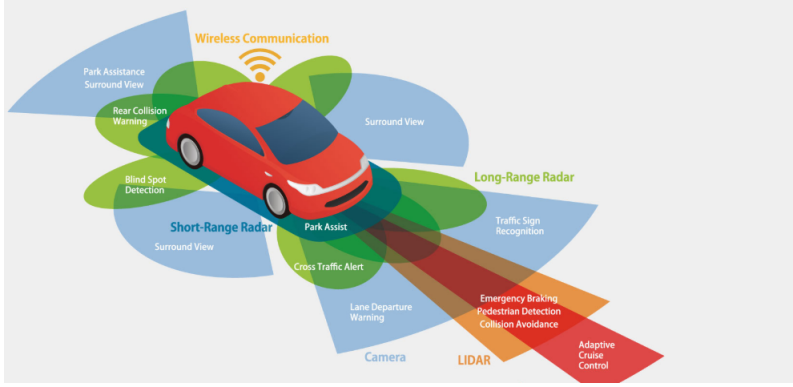 Wireless Communication
Park Assistance
Surround View
Rear Collision
Warning
Surround View
Blind Spot
Detection
Long-Range Radar
Short-Range Radar
Park Assist
Traffic Sign
Recognition
Surround View
Cross Traffic Alert
Emergency Braking
Pedestrian Detection
Collision Avoidance
Lane Departure
Warning
Camera
LIDAR
Adaptive
Cruise
Control